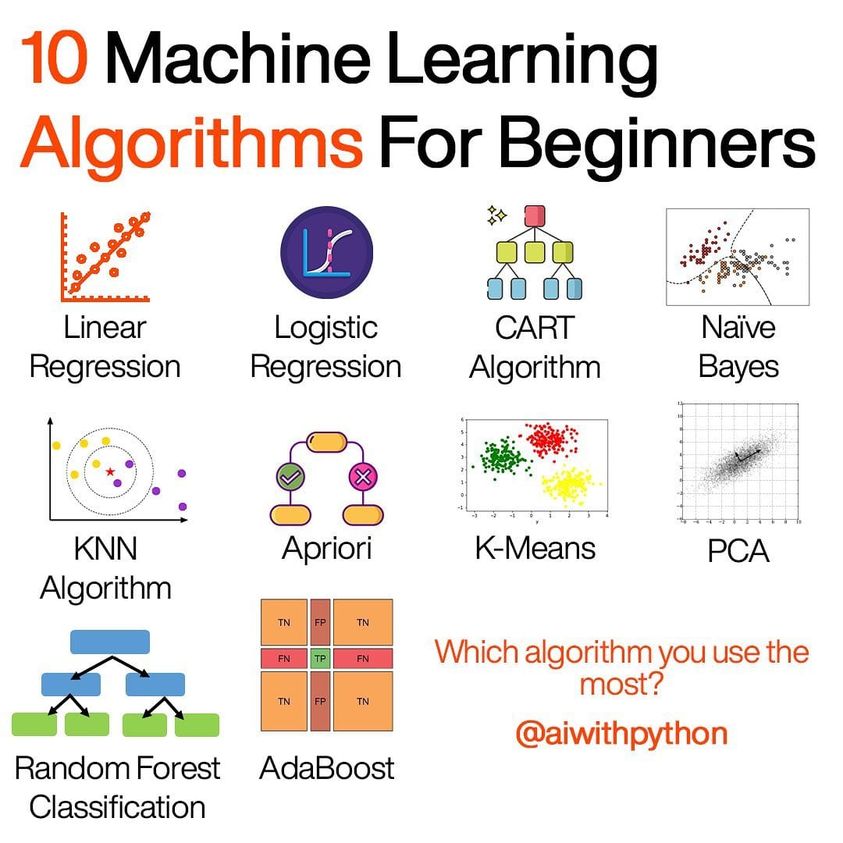 10 Machine Learning
Algorithms For Beginners
Linear
Regression
Logistic
Regression
CART
Algorithm
Naïve
Bayes
KNN
Algorithm
Apriori
K-Means
PCA
TN FP TN
FN TP FN
TN FP TN
Random Forest
Classification
AdaBoost
Which algorithm you use the
most?
@aiwithpython